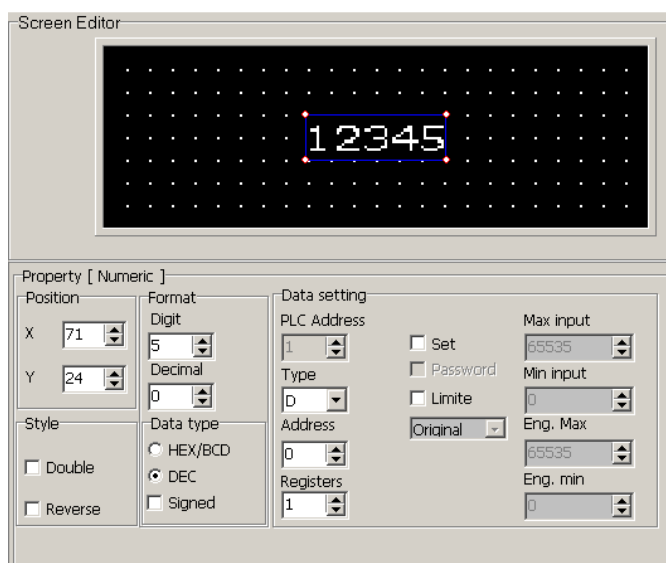 Screen Editor
12345
Property [ Numeric ]
Position
X 71
Y 24
Style
Double
Reverse
Format
Digit
5
Decimal
0
Data type
HEX/BCD
DEC
Signed
Data setting
PLC Address
1
Type
D
Address
0
Registers
1
Set
Password
Limite
Original
Max input
65535
Min input
0
Eng. Max
65535
Eng. min
0